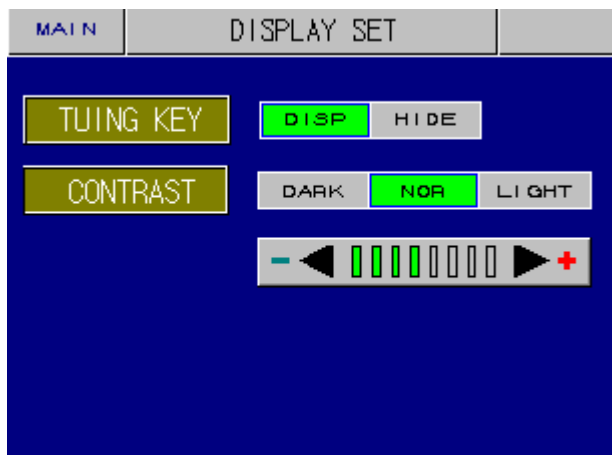 MAIN DISPLAY SET
TUING KEY DISP HIDE
CONTRAST DARK NOR LIGHT
- +